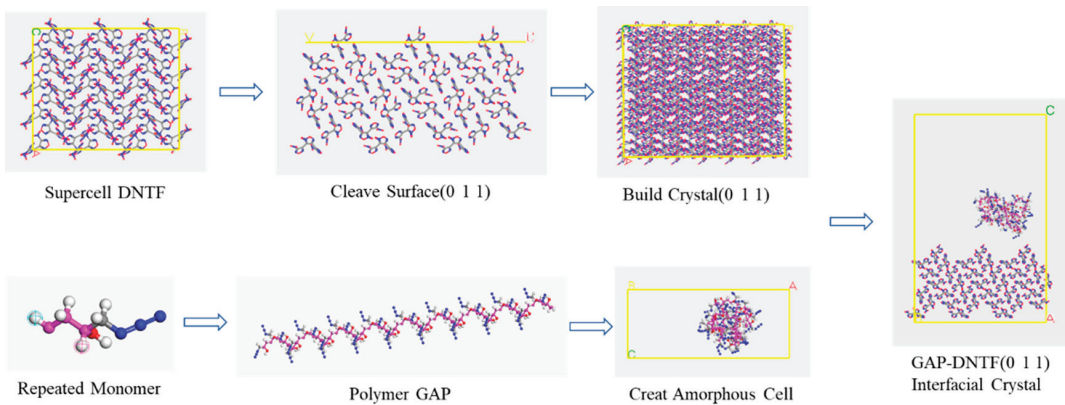 Supercell DNTF
Cleave Surface(0 1 1)
Build Crystal(0 1 1)
Repeated Monomer
Polymer GAP
Creat Amorphous Cell
GAP-DNTF(0 1 1)
Interfacial Crystal
C
A
A
C
C
A